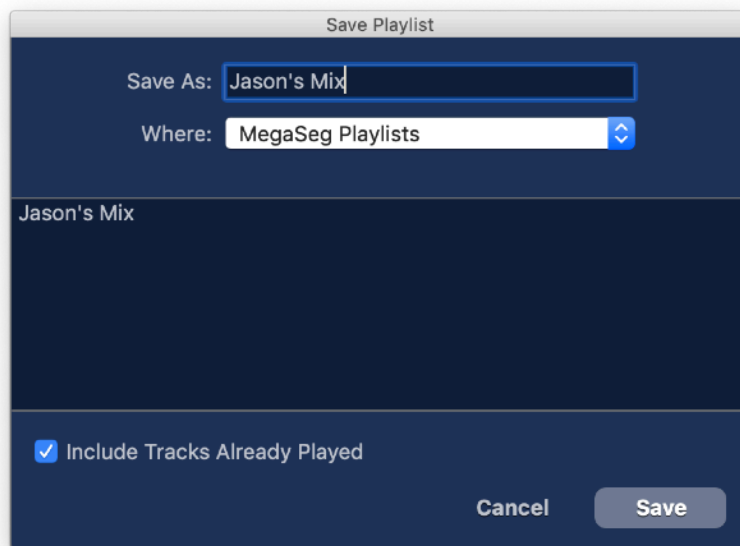 Save Playlist
Save As: Jason's Mix
Where: MegaSeg Playlists
Jason's Mix
Include Tracks Already Played
Cancel Save